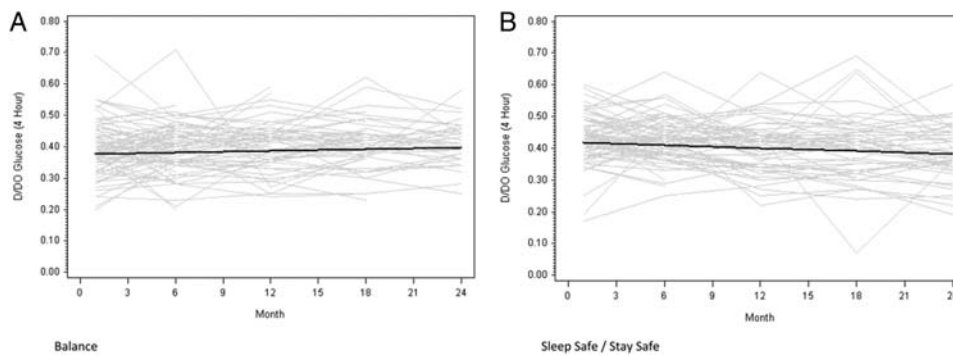 A
D/DO Glucose (4 Hour)
0.80
0.70
0.60
0.50
0.40
0.30
0.20
0.10
0.00
0 3 6 9 12 15 18 21 24
Month
Balance
B
D/DO Glucose (4 Hour)
0.80
0.70
0.60
0.50
0.40
0.30
0.20
0.10
0.00
0 3 6 9 12 15 18 21
Month
Sleep Safe / Stay Safe